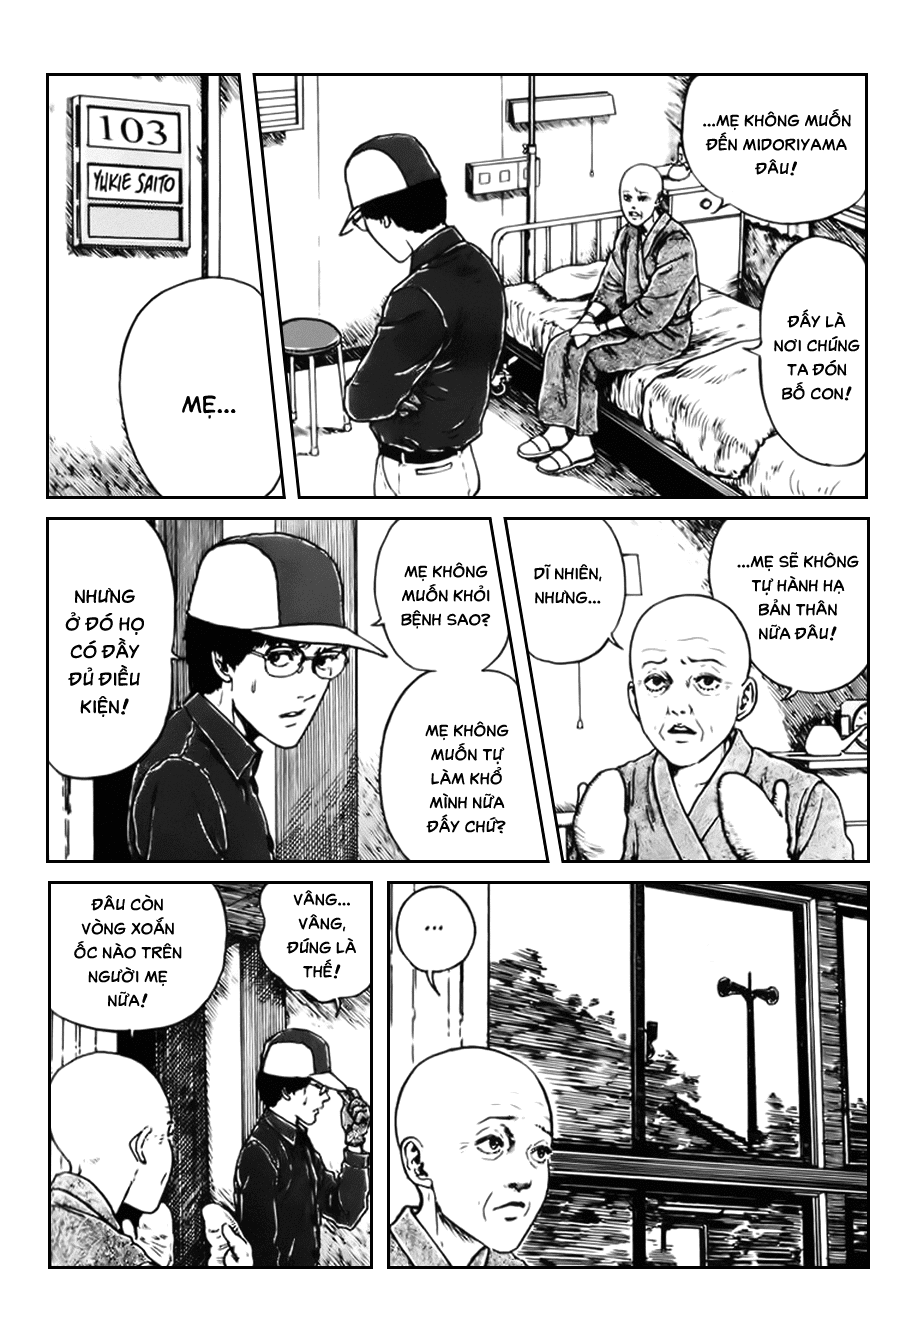 103
YUKIE SAITO
MẸ...
...MẸ KHÔNG MUỐN
ĐẾN MIDORIYAMA
ĐÂU!
ĐẤY LÀ
NƠI CHÚNG
TA ĐÓN
BỐ CON!
NHƯNG
Ở ĐÓ HỌ
CÓ ĐẦY
ĐỦ ĐIỀU
KIỆN!
MẸ KHÔNG
MUỐN KHỎI
BỆNH SAO?
MẸ KHÔNG
MUỐN TỰ
LÀM KHỔ
MÌNH NỮA
ĐẤY CHỨ?
DĨ NHIÊN,
NHƯNG...
...MẸ SẼ KHÔNG
TỰ HÀNH HẠ
BẢN THÂN
NỮA ĐÂU!
ĐÂU CÒN
VÒNG XOẮN
ỐC NÀO TRÊN
NGƯỜI MẸ
NỮA!
VÂNG...
VÂNG,
ĐÚNG LÀ
THẾ!
...